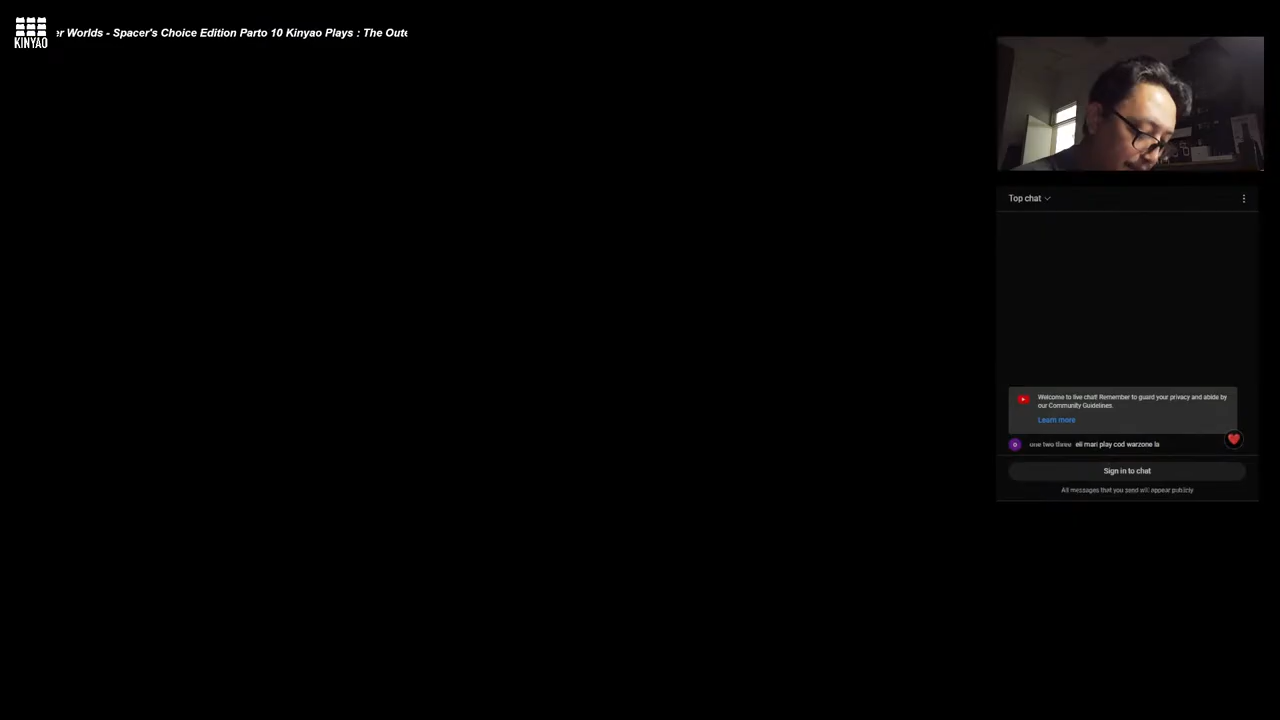 KINYAO
er Worlds - Spacer's Choice Edition Parto 10 Kinyao Plays : The Oute
Top chat
Welcome to live chat! Remember to guard your privacy and abide by
our Community Guidelines.
Learn more
one two three eii mari play cod warzone la
Sign in to chat
All messages that you send will appear publicly